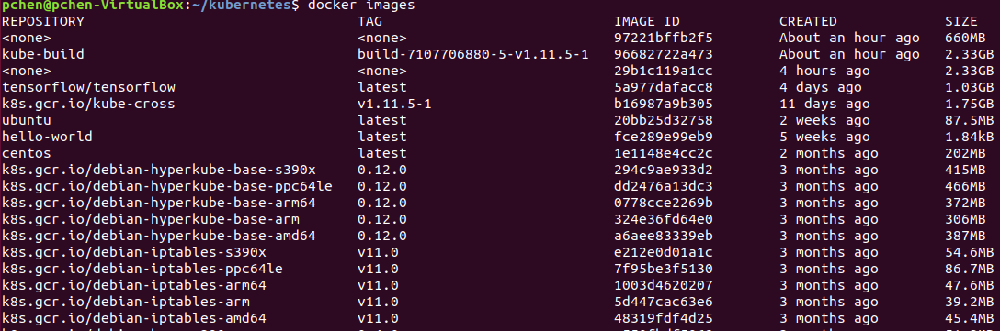 pchen@pchen-VirtualBox:~/kubernetes$ docker images
REPOSITORY TAG IMAGE ID CREATED SIZE
<none> <none> 97221bffb2f5 About an hour ago 660MB
kube-build build-7107706880-5-v1.11.5-1 96682722a473 About an hour ago 2.33GB
<none> <none> 29b1c119a1cc 4 hours ago 2.33GB
tensorflow/tensorflow latest 5a977dafacc8 4 days ago 1.03GB
k8s.gcr.io/kube-cross v1.11.5-1 b16987a9b305 11 days ago 1.75GB
ubuntu latest 20bb25d32758 2 weeks ago 87.5MB
hello-world latest fce289e99eb9 5 weeks ago 1.84kB
centos latest 1e1148e4cc2c 2 months ago 202MB
k8s.gcr.io/debian-hyperkube-base-s390x 0.12.0 294c9ae933d2 3 months ago 415MB
k8s.gcr.io/debian-hyperkube-base-ppc64le 0.12.0 dd2476a13dc3 3 months ago 466MB
k8s.gcr.io/debian-hyperkube-base-arm64 0.12.0 0778cce2269b 3 months ago 372MB
k8s.gcr.io/debian-hyperkube-base-arm 0.12.0 324e36fd64e0 3 months ago 306MB
k8s.gcr.io/debian-hyperkube-base-amd64 0.12.0 a6aee83339eb 3 months ago 387MB
k8s.gcr.io/debian-iptables-s390x v11.0 e212e0d01a1c 3 months ago 54.6MB
k8s.gcr.io/debian-iptables-ppc64le v11.0 7f95be3f5130 3 months ago 86.7MB
k8s.gcr.io/debian-iptables-arm64 v11.0 1003d4620207 3 months ago 47.6MB
k8s.gcr.io/debian-iptables-arm v11.0 5d447cac63e6 3 months ago 39.2MB
k8s.gcr.io/debian-iptables-amd64 v11.0 48319fdf4d25 3 months ago 45.4MB